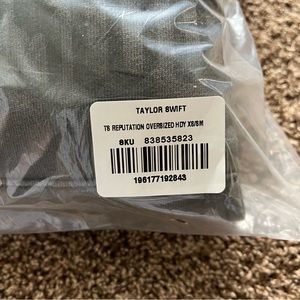 TAYLOR SWIFT
TS REPUTATION OVERSIZED HDY XS/SM
SKU 838535823
196177192843